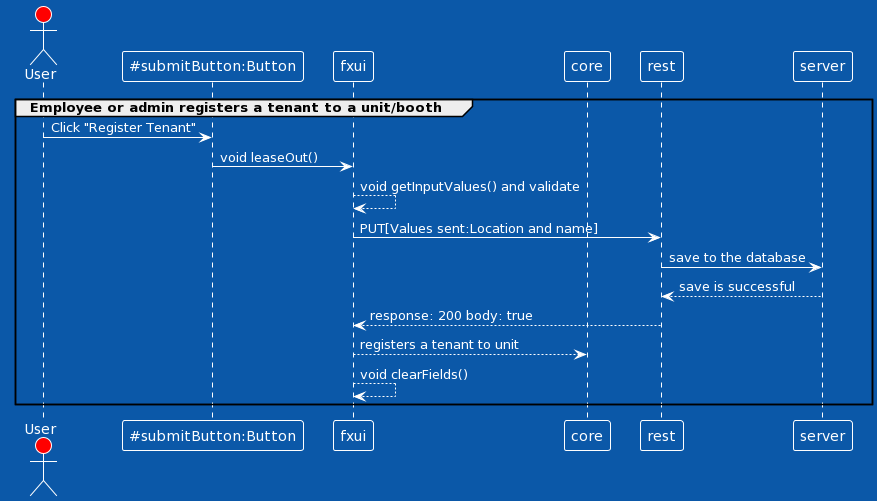 User
#submitButton:Button
fxui
core
rest
server
Employee or admin registers a tenant to a unit/booth
Click "Register Tenant"
void leaseOut()
void getInputValues() and validate
PUT[Values sent:Location and name]
save to the database
save is successful
response: 200 body: true
registers a tenant to unit
void clearFields()
User
#submitButton:Button
fxui
core
rest
server